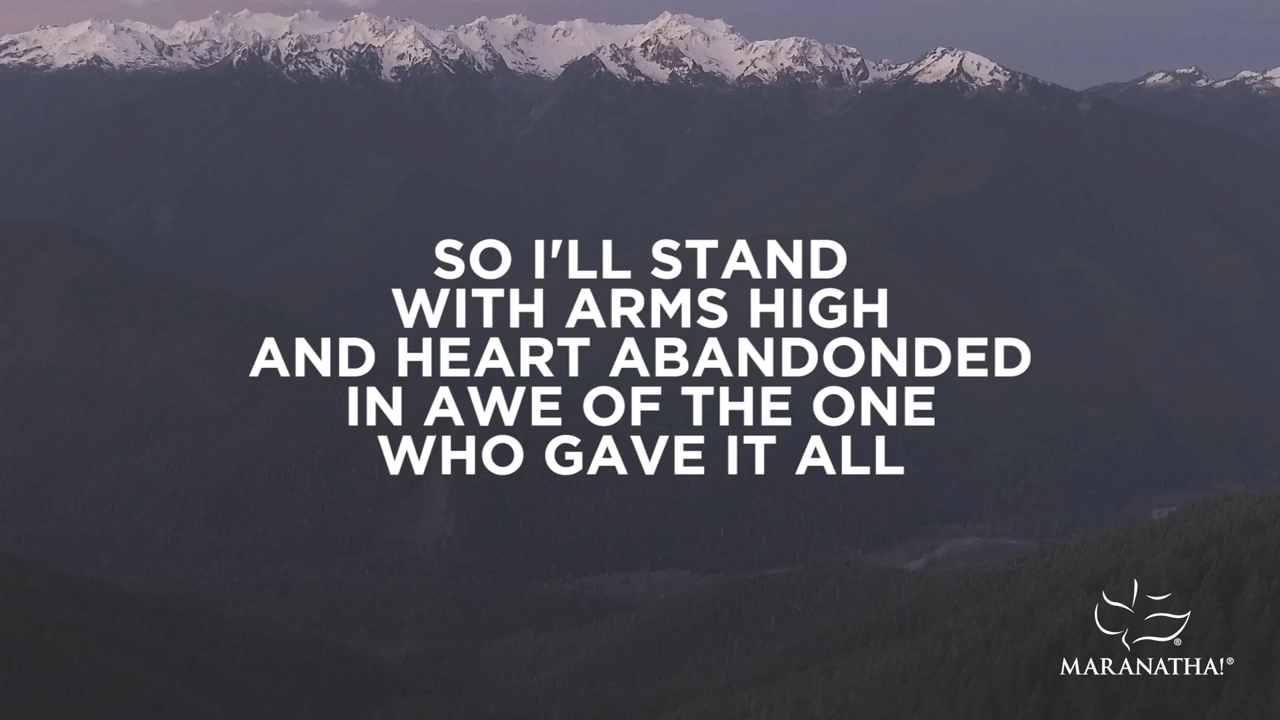 SO I'LL STAND
WITH ARMS HIGH
AND HEART ABANDONDED
IN AWE OF THE ONE
WHO GAVE IT ALL
®
MARANATHA!®